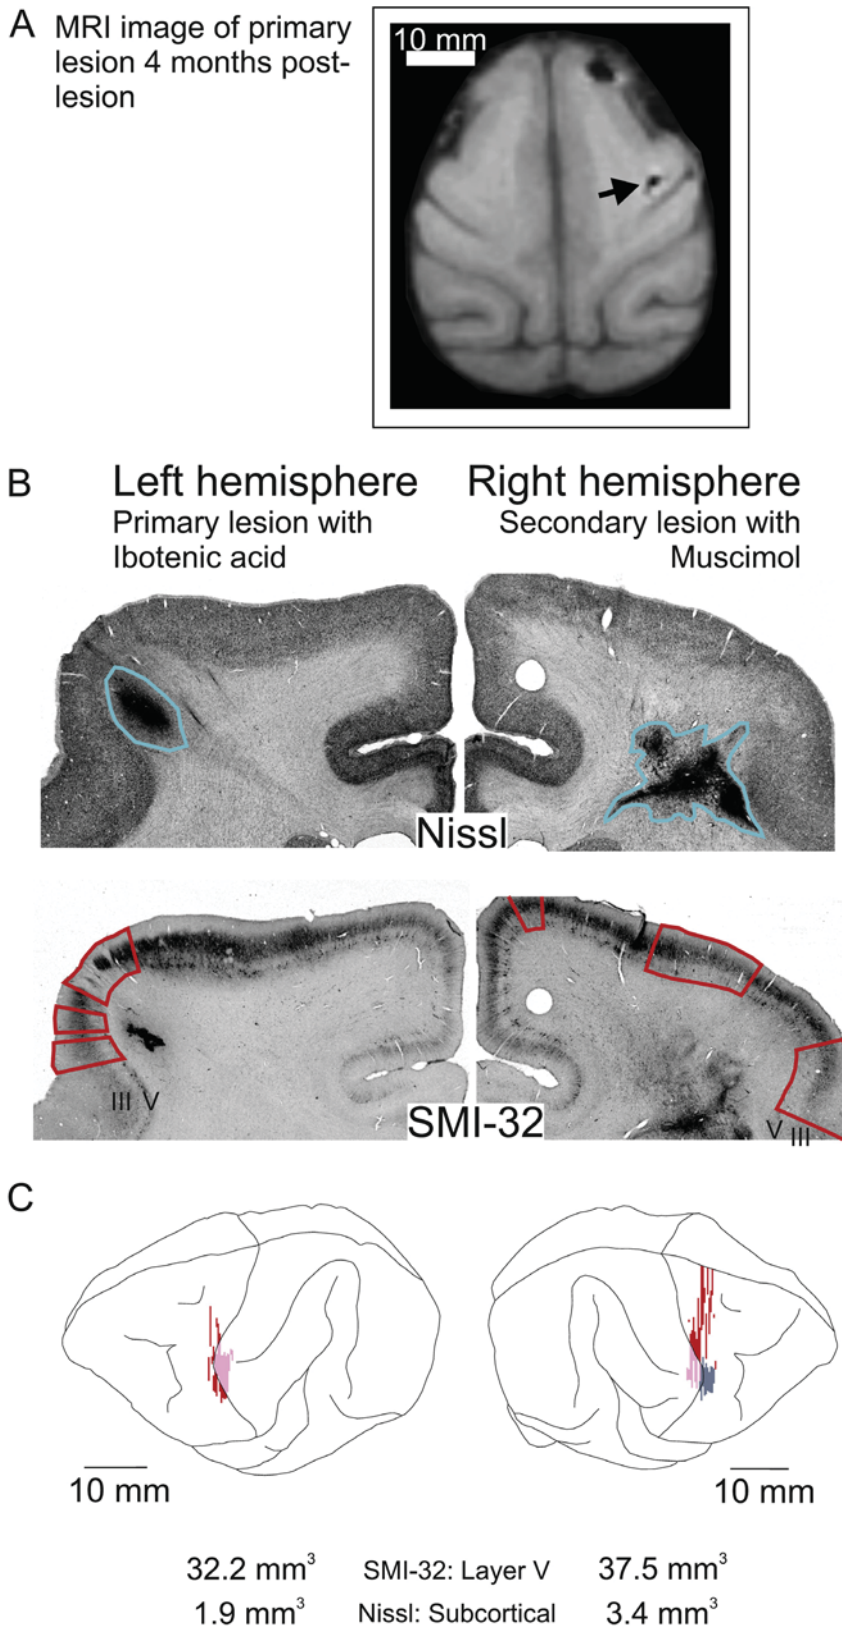 A MRI image of primary
lesion 4 months post-
lesion
10 mm
B Left hemisphere Right hemisphere
Primary lesion with Secondary lesion with
Ibotenic acid Muscimol
Nissl
III V
V III
SMI-32
C
10 mm 10 mm
32.2 mm³ SMI-32: Layer V 37.5 mm³
1.9 mm³ Nissl: Subcortical 3.4 mm³